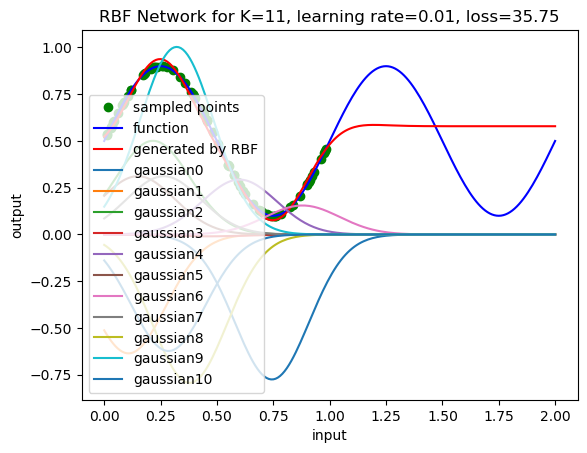 RBF Network for K=11, learning rate=0.01, loss=35.75
1.00
0.75
0.50
0.25
0.00
−0.25
−0.50
−0.75
output
sampled points
function
generated by RBF
gaussian0
gaussian1
gaussian2
gaussian3
gaussian4
gaussian5
gaussian6
gaussian7
gaussian8
gaussian9
gaussian10
0.00 0.25 0.50 0.75 1.00 1.25 1.50 1.75 2.00
input